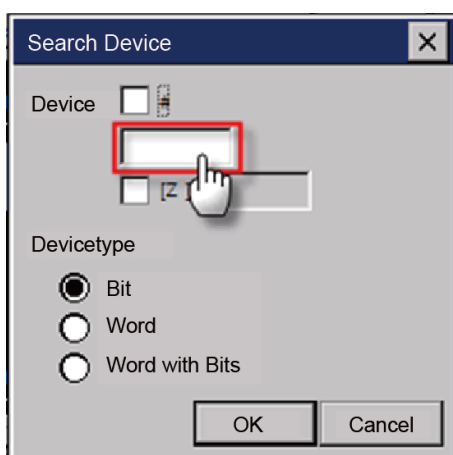 Search Device
Device #
[Z ]
Devicetype
Bit
Word
Word with Bits
OK
Cancel